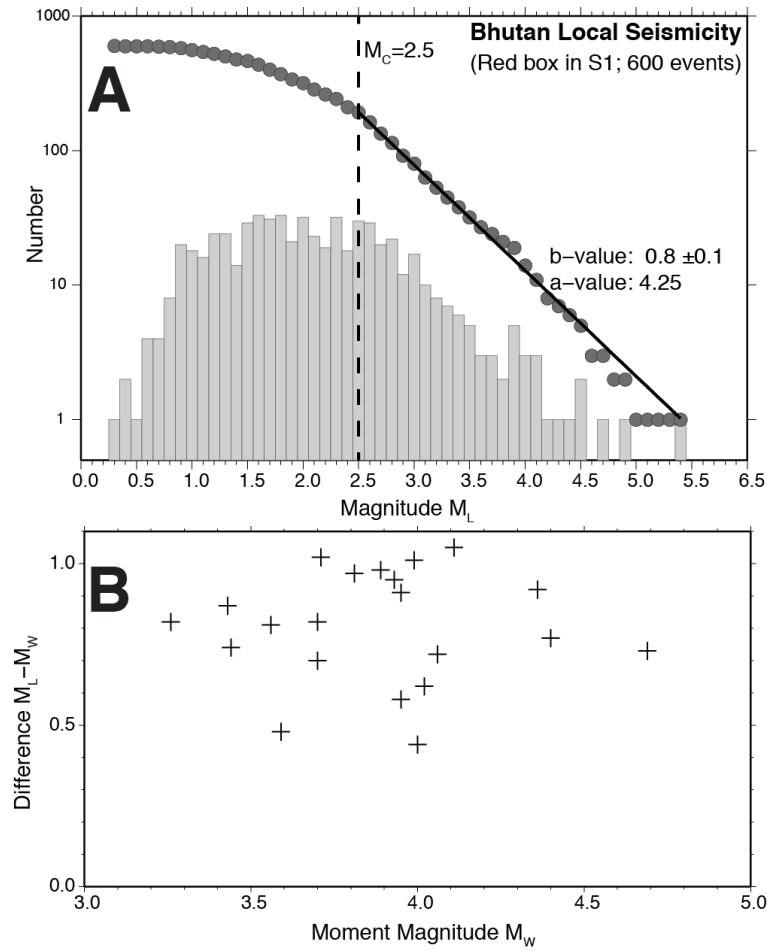 1000
Bhutan Local Seismicity
(Red box in S1; 600 events)
M_C=2.5
A
100
Number
10
b−value: 0.8 ±0.1
a−value: 4.25
1
0.0 0.5 1.0 1.5 2.0 2.5 3.0 3.5 4.0 4.5 5.0 5.5 6.0 6.5
Magnitude M_L
1.0
B
Difference M_L−M_W
0.5
0.0
3.0 3.5 4.0 4.5 5.0
Moment Magnitude M_W